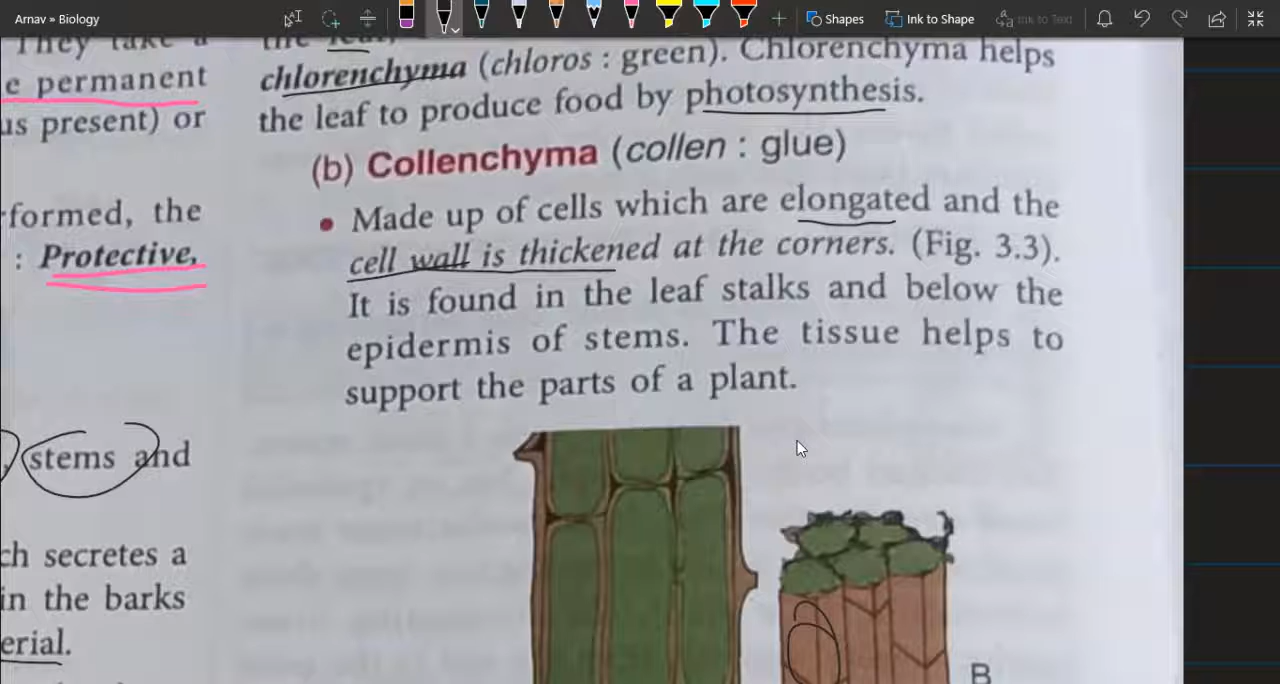 Arnav » Biology
Shapes
Ink to Shape
Ink to Text
They take a
e permanent
us present) or
formed, the
: Protective,
stems and
ch secretes a
in the barks
erial.
the leaf,
chlorenchyma (chloros : green). Chlorenchyma helps
the leaf to produce food by photosynthesis.
(b) Collenchyma (collen : glue)
• Made up of cells which are elongated and the
cell wall is thickened at the corners. (Fig. 3.3).
It is found in the leaf stalks and below the
epidermis of stems. The tissue helps to
support the parts of a plant.
B